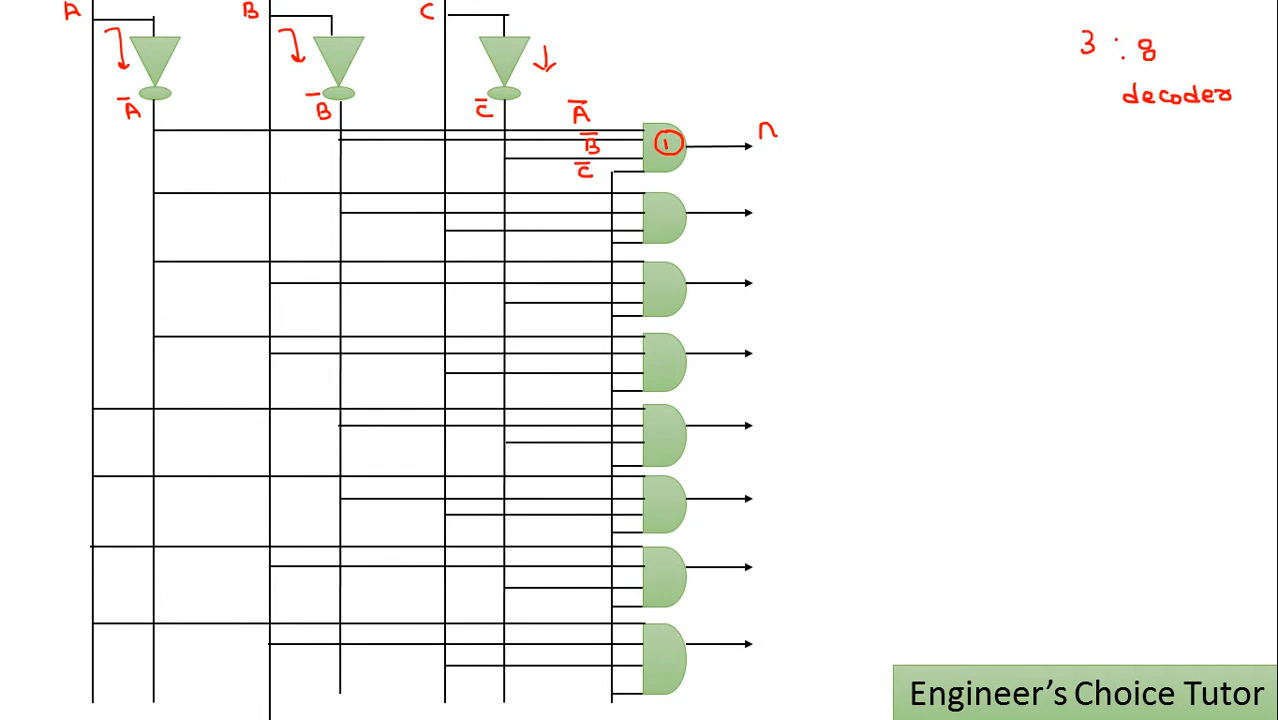 A
B
C
3 : 8
decoder
A̅
B̅
C̅
A̅
B̅
C̅
1
Engineer's Choice Tutor